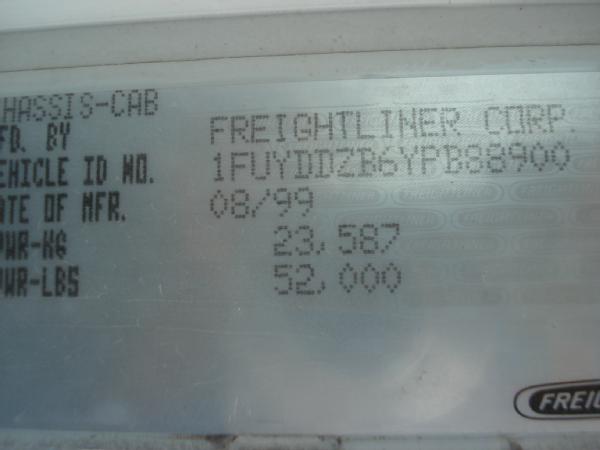 HASSIS-CAB
FD. BY FREIGHTLINER CORP.
EHICLE ID NO. 1FUYDDZB6YPB88900
ATE OF MFR. 08/99
VWR-KG 23,587
VWR-LBS 52,000
FREIG